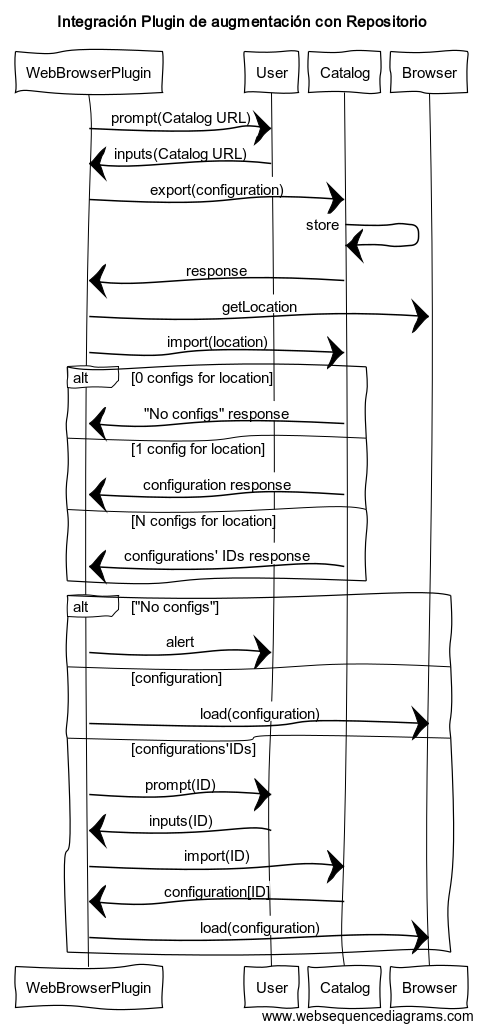 Integración Plugin de augmentación con Repositorio
WebBrowserPlugin User Catalog Browser
prompt(Catalog URL)
inputs(Catalog URL)
export(configuration)
store
response
getLocation
import(location)
alt [0 configs for location]
"No configs" response
[1 config for location]
configuration response
[N configs for location]
configurations' IDs response
alt ["No configs"]
alert
[configuration]
load(configuration)
[configurations'IDs]
prompt(ID)
inputs(ID)
import(ID)
configuration[ID]
load(configuration)
WebBrowserPlugin User Catalog Browser
www.websequencediagrams.com